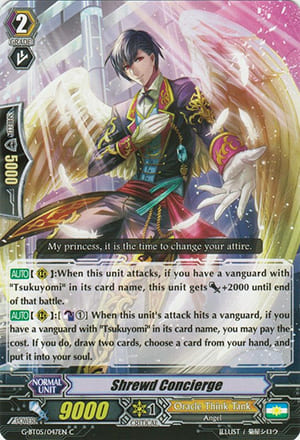 2
GRADE
5000
SHIELD
My princess, it is the time to change your attire.
AUTO [ ]:When this unit attacks, if you have a vanguard with
"Tsukuyomi" in its card name, this unit gets +2000 until end
of that battle.
AUTO [ ]:[ ①] When this unit's attack hits a vanguard, if you
have a vanguard with "Tsukuyomi" in its card name, you may pay
the cost. If you do, draw two cards, choose a card from your hand, and
put it into your soul.
NORMAL
UNIT
Shrewd Concierge
POWER
9000
1
CRITICAL
Oracle Think Tank
Angel
G-BT05/047EN C